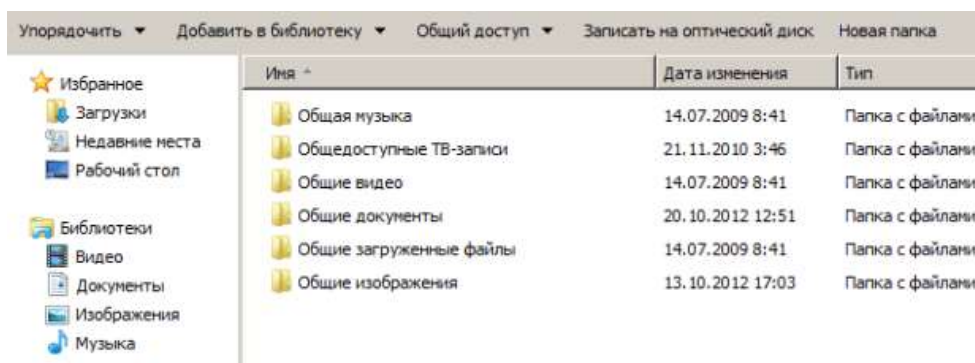 Упорядочить Добавить в библиотеку Общий доступ Записать на оптический диск Новая папка
Избранное
Загрузки
Недавние места
Рабочий стол
Библиотеки
Видео
Документы
Изображения
Музыка
Имя Дата изменения Тип
Общая музыка 14.07.2009 8:41 Папка с файлами
Общедоступные ТВ-записи 21.11.2010 3:46 Папка с файлами
Общие видео 14.07.2009 8:41 Папка с файлами
Общие документы 20.10.2012 12:51 Папка с файлами
Общие загруженные файлы 14.07.2009 8:41 Папка с файлами
Общие изображения 13.10.2012 17:03 Папка с файлами